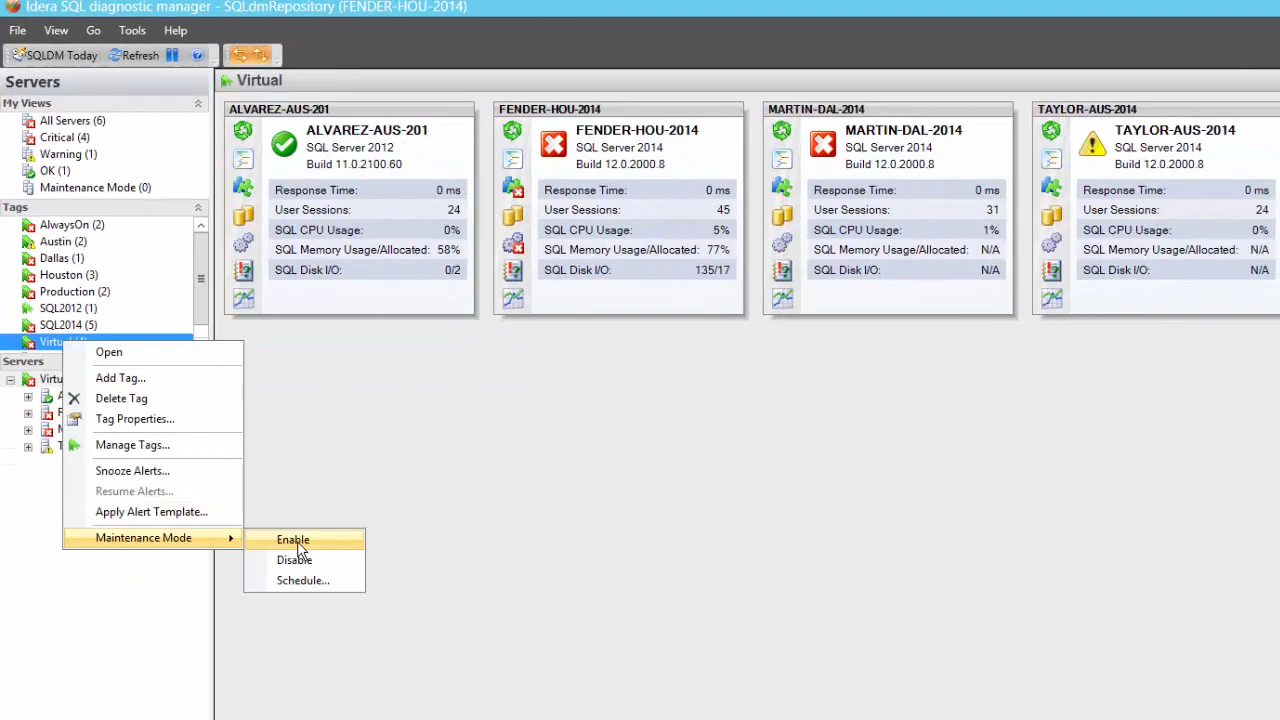 Idera SQL diagnostic manager - SQLdmRepository (FENDER-HOU-2014)
File View Go Tools Help
SQLDM Today Refresh
Servers
My Views
All Servers (6)
Critical (4)
Warning (1)
OK (1)
Maintenance Mode (0)
Tags
AlwaysOn (2)
Austin (2)
Dallas (1)
Houston (3)
Production (2)
SQL2012 (1)
SQL2014 (5)
Servers
Open
Add Tag...
Delete Tag
Tag Properties...
Manage Tags...
Snooze Alerts...
Resume Alerts...
Apply Alert Template...
Maintenance Mode
Enable
Disable
Schedule...
Virtual
ALVAREZ-AUS-201
ALVAREZ-AUS-201
SQL Server 2012
Build 11.0.2100.60
Response Time: 0 ms
User Sessions: 24
SQL CPU Usage: 0%
SQL Memory Usage/Allocated: 58%
SQL Disk I/O: 0/2
FENDER-HOU-2014
FENDER-HOU-2014
SQL Server 2014
Build 12.0.2000.8
Response Time: 0 ms
User Sessions: 45
SQL CPU Usage: 5%
SQL Memory Usage/Allocated: 77%
SQL Disk I/O: 135/17
MARTIN-DAL-2014
MARTIN-DAL-2014
SQL Server 2014
Build 12.0.2000.8
Response Time: 0 ms
User Sessions: 31
SQL CPU Usage: 1%
SQL Memory Usage/Allocated: N/A
SQL Disk I/O: N/A
TAYLOR-AUS-2014
TAYLOR-AUS-2014
SQL Server 2014
Build 12.0.2000.8
Response Time: 0 ms
User Sessions: 24
SQL CPU Usage: 0%
SQL Memory Usage/Allocated: N/A
SQL Disk I/O: N/A